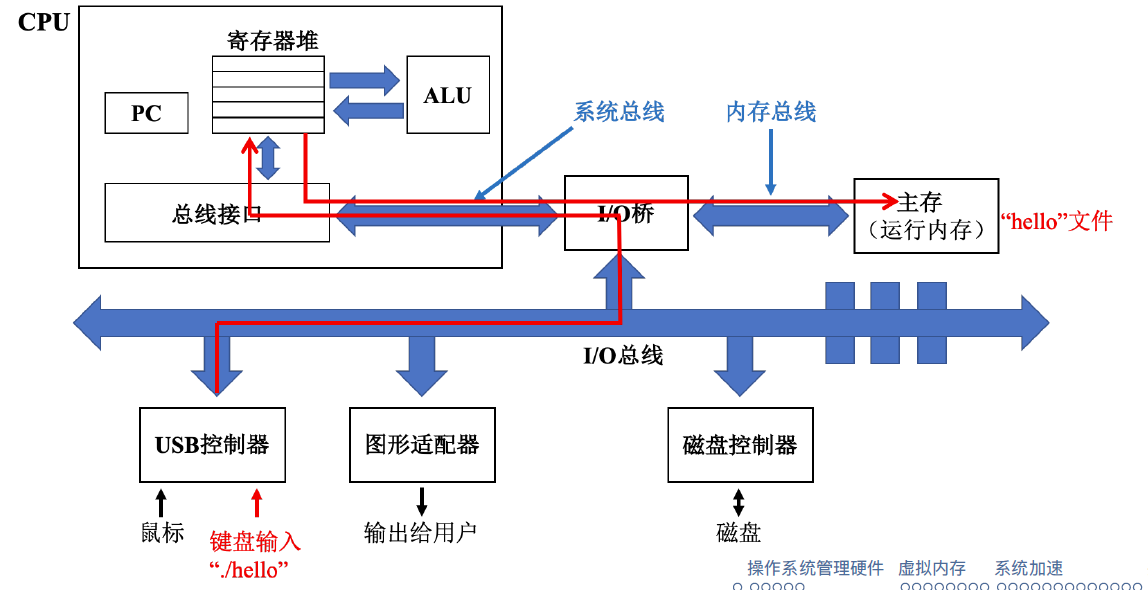 CPU
寄存器堆
PC
ALU
系统总线
内存总线
总线接口
I/O桥
主存
（运行内存）
“hello”文件
I/O总线
USB控制器
图形适配器
磁盘控制器
鼠标
键盘输入
“./hello”
输出给用户
磁盘
操作系统管理硬件 虚拟内存 系统加速